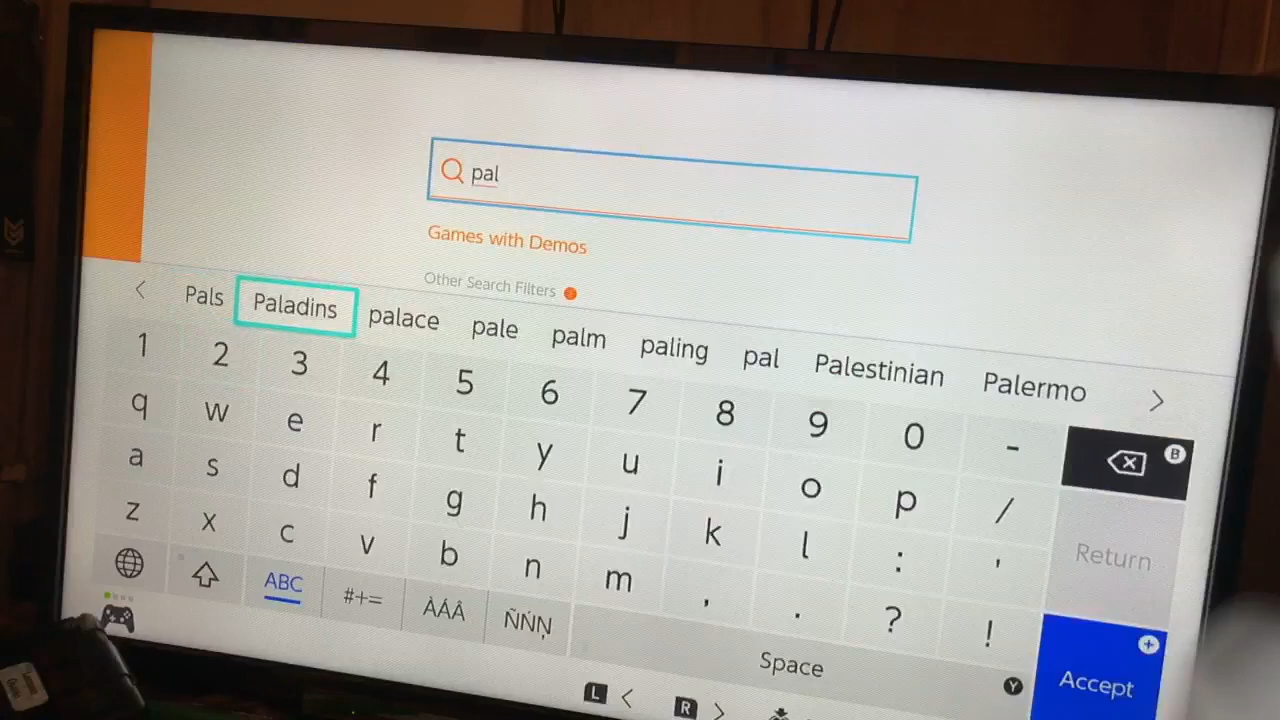 pal
Games with Demos
Other Search Filters
Pals Paladins palace pale palm paling pal Palestinian Palermo
1 2 3 4 5 6 7 8 9 0 -
B
q w e r t y u i o p /
a s d f g h j k l : '
Return
z x c v b n m , . ? !
ABC #+= ÀÁÂ ÑŃŅ Space
+
Accept
Y
L R